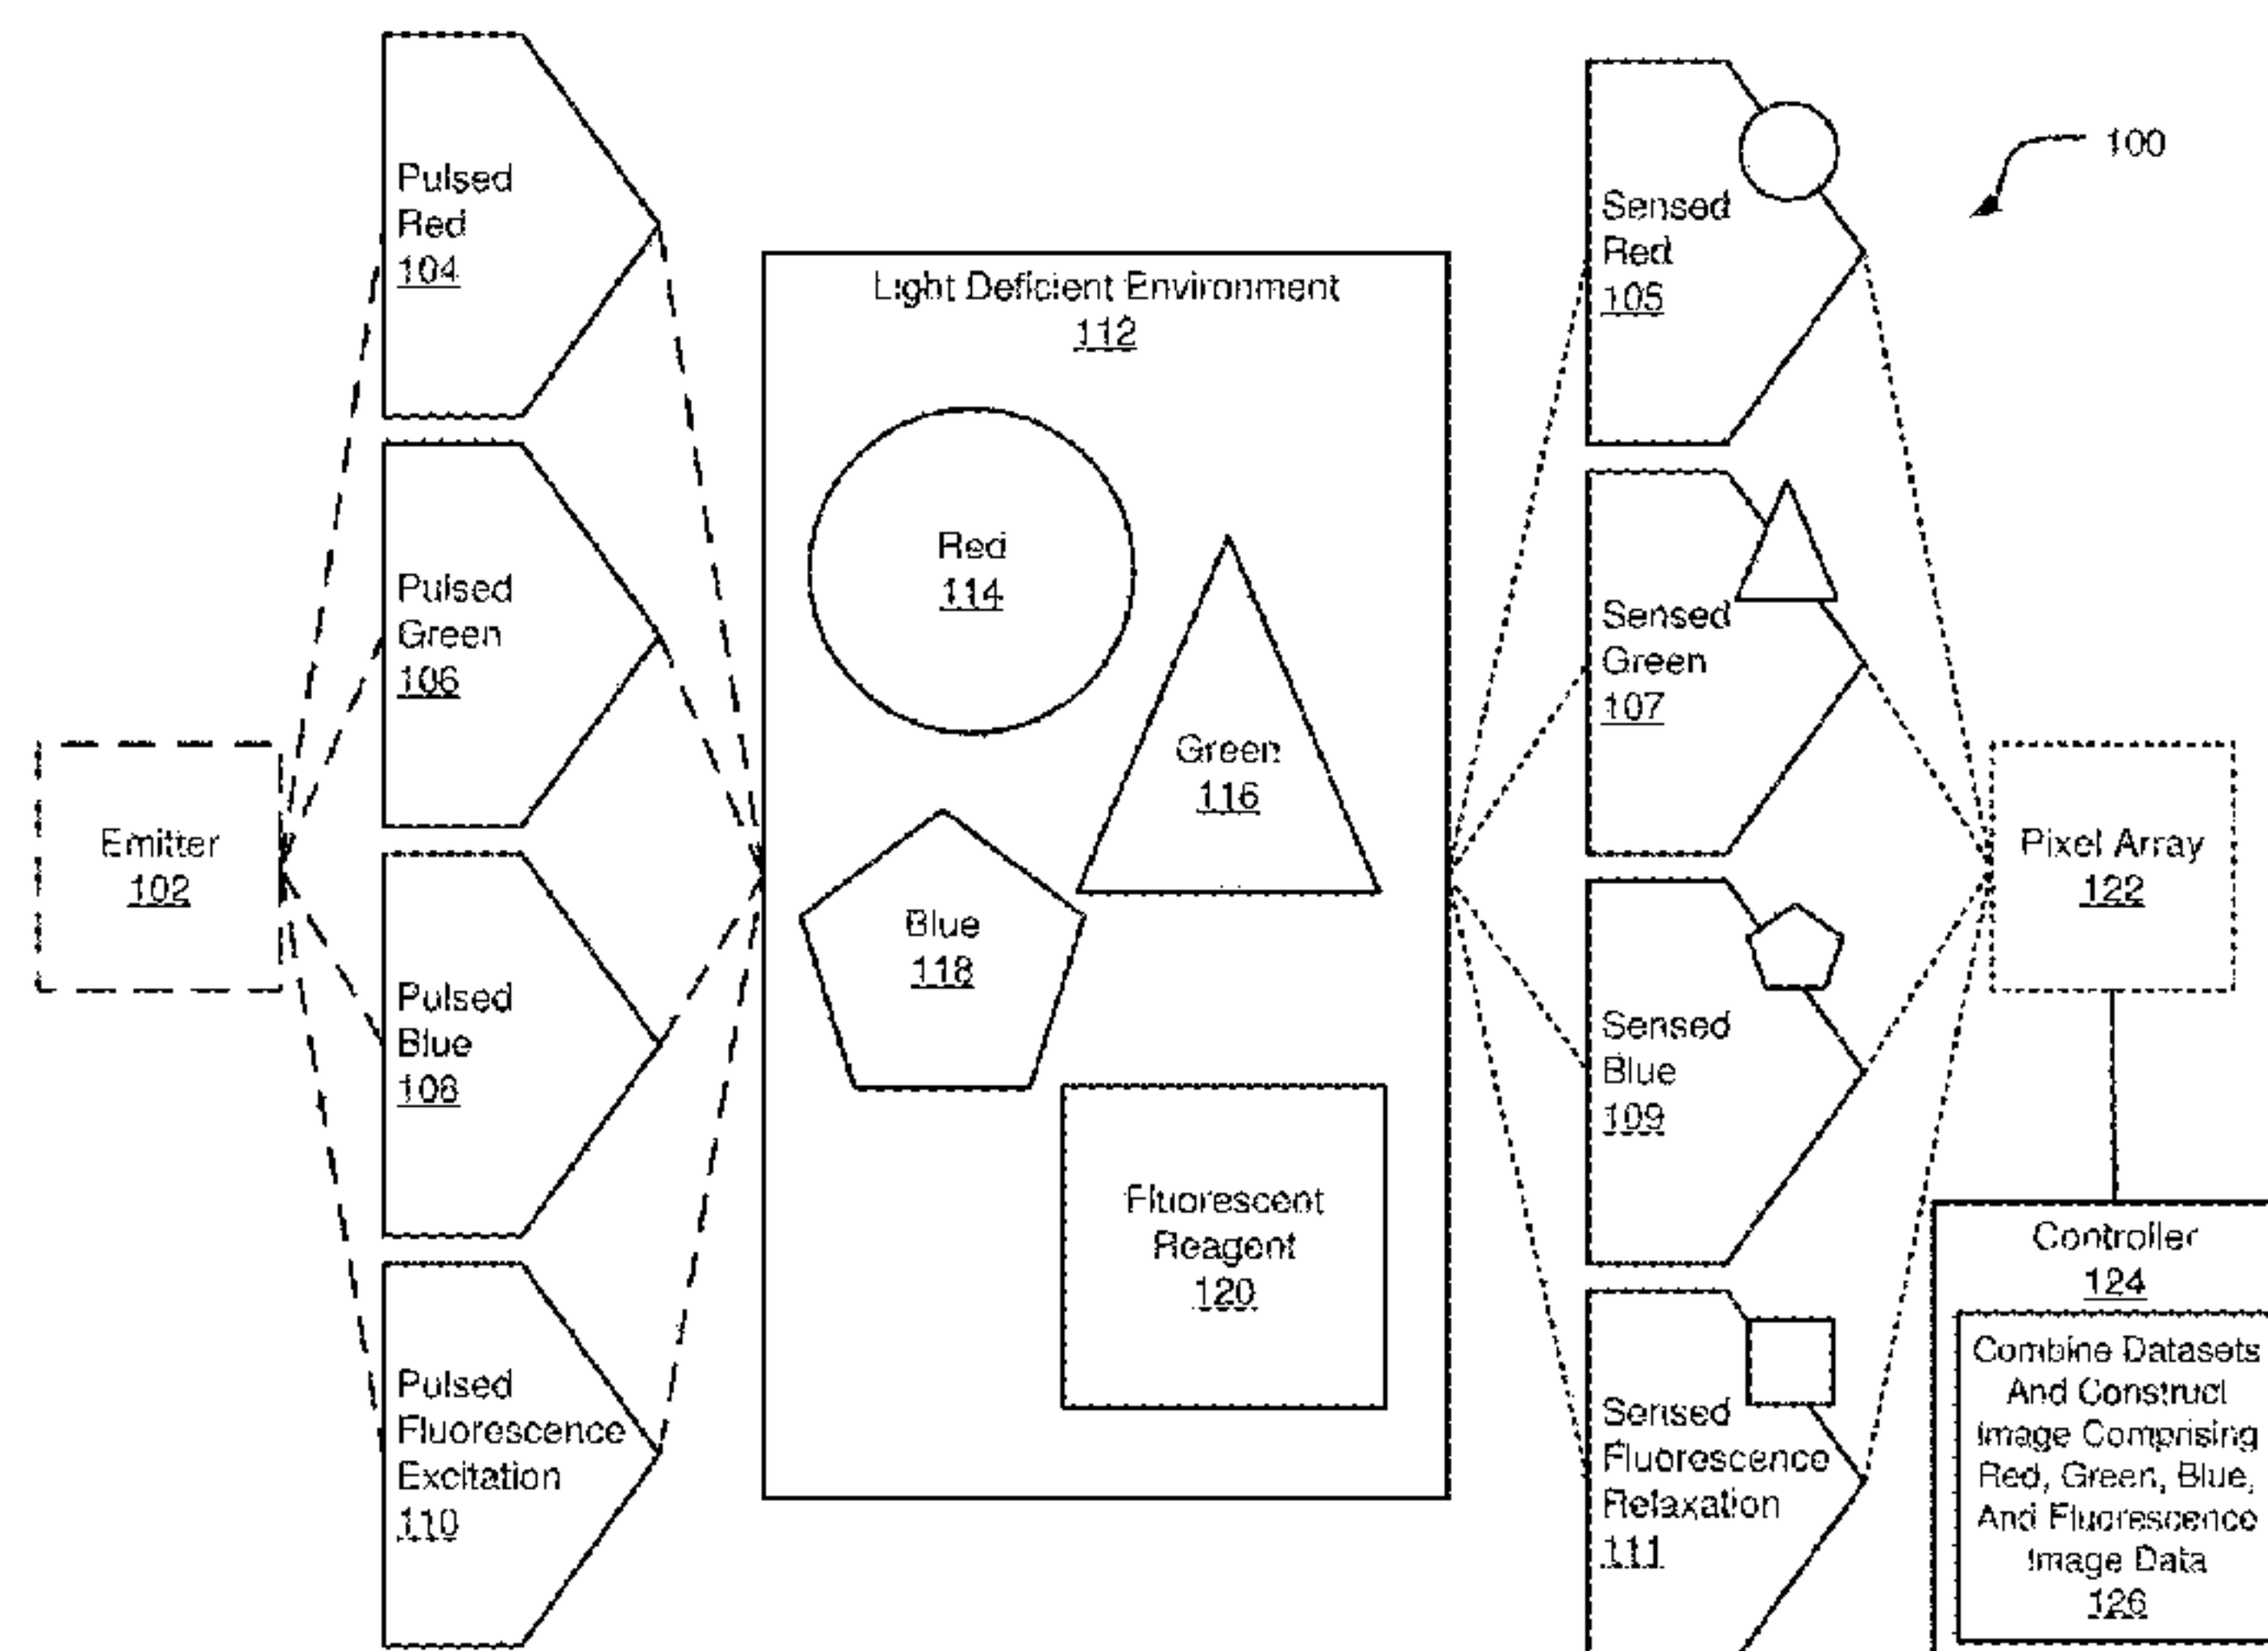 Pulsed
Red
104
Pulsed
Green
106
Emitter
102
Pulsed
Blue
108
Pulsed
Fluorescence
Excitation
110
Light Deficient Environment
112
Red
114
Green
116
Blue
118
Fluorescent
Reagent
120
Sensed
Red
105
100
Sensed
Green
107
Pixel Array
122
Sensed
Blue
109
Sensed
Fluorescence
Relaxation
111
Controller
124
Combine Datasets
And Construct
Image Comprising
Red, Green, Blue,
And Fluorescence
Image Data
126